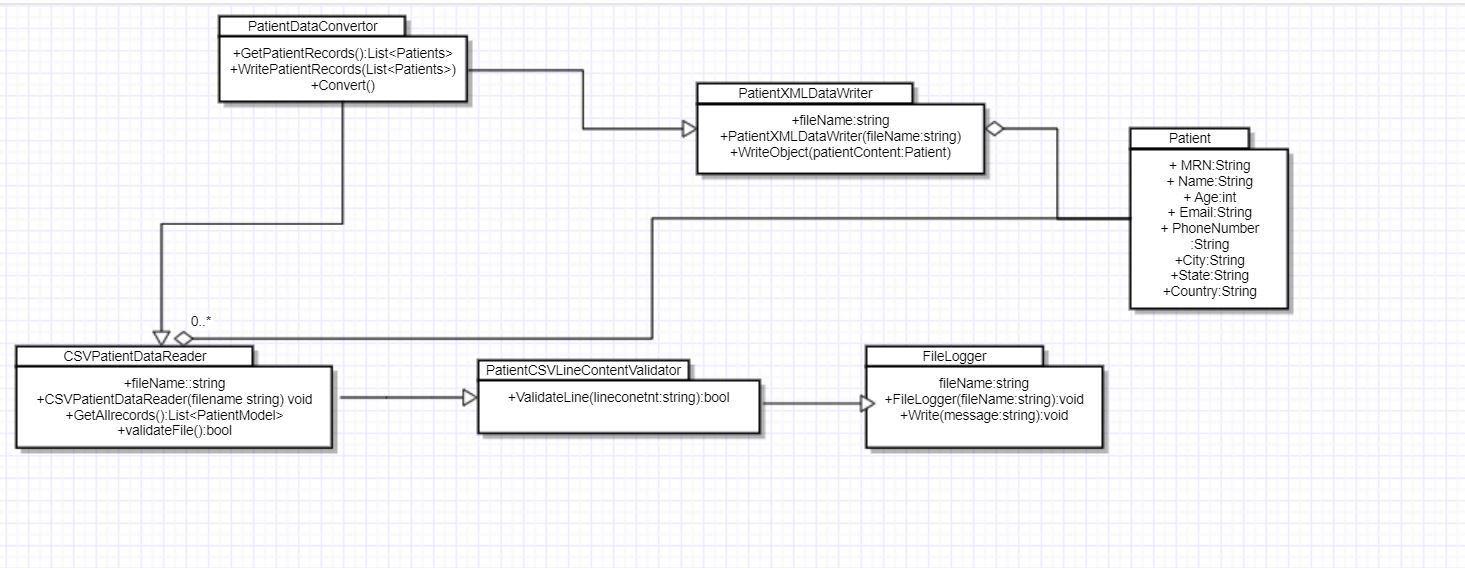 PatientDataConvertor
+GetPatientRecords():List<Patients>
+WritePatientRecords(List<Patients>)
+Convert()
PatientXMLDataWriter
+fileName:string
+PatientXMLDataWriter(fileName:string)
+WriteObject(patientContent:Patient)
Patient
+ MRN:String
+ Name:String
+ Age:int
+ Email:String
+ PhoneNumber
:String
+City:String
+State:String
+Country:String
0..*
CSVPatientDataReader
+fileName::string
+CSVPatientDataReader(filename string) void
+GetAllrecords():List<PatientModel>
+validateFile():bool
PatientCSVLineContentValidator
+ValidateLine(lineconetnt:string):bool
FileLogger
fileName:string
+FileLogger(fileName:string):void
+Write(message:string):void